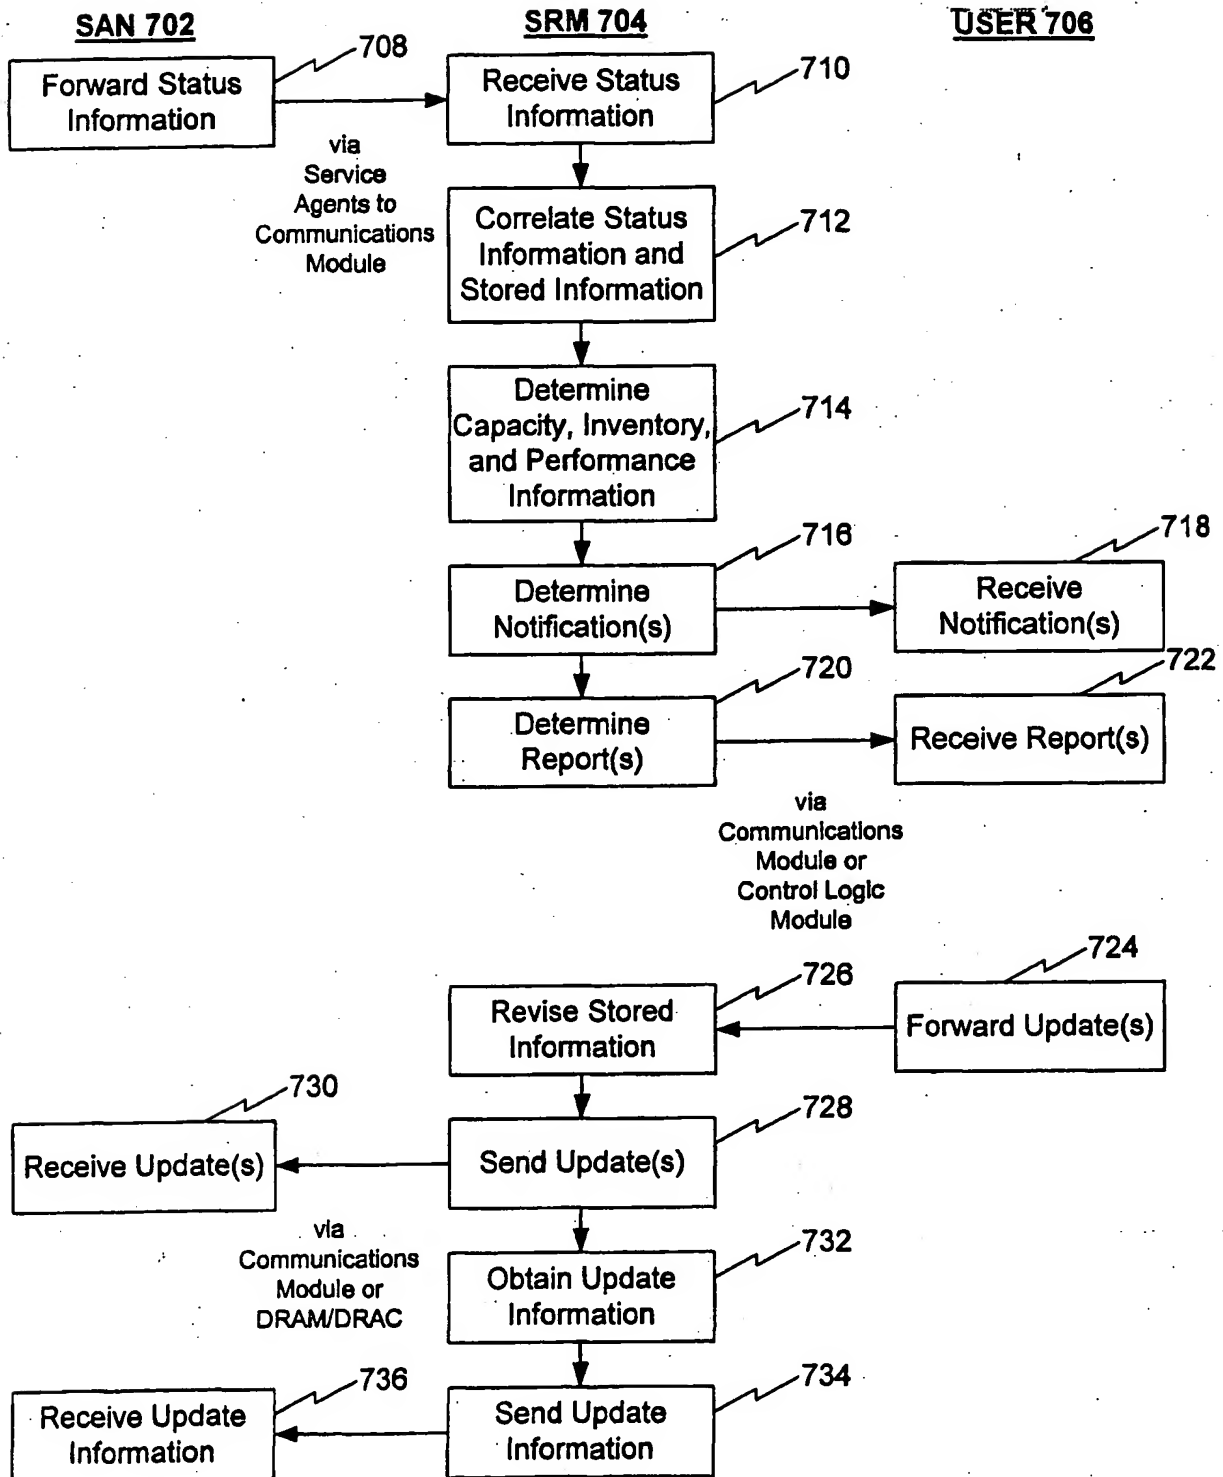 SAN 702
SRM 704
USER 706
708
Forward Status
Information
710
Receive Status
Information
via
Service
Agents to
Communications
Module
712
Correlate Status
Information and
Stored Information
714
Determine
Capacity, Inventory,
and Performance
Information
716
Determine
Notification(s)
718
Receive
Notification(s)
720
Determine
Report(s)
722
Receive Report(s)
via
Communications
Module or
Control Logic
Module
724
Forward Update(s)
726
Revise Stored
Information
728
Send Update(s)
730
Receive Update(s)
via
Communications
Module or
DRAM/DRAC
732
Obtain Update
Information
734
Send Update
Information
736
Receive Update
Information